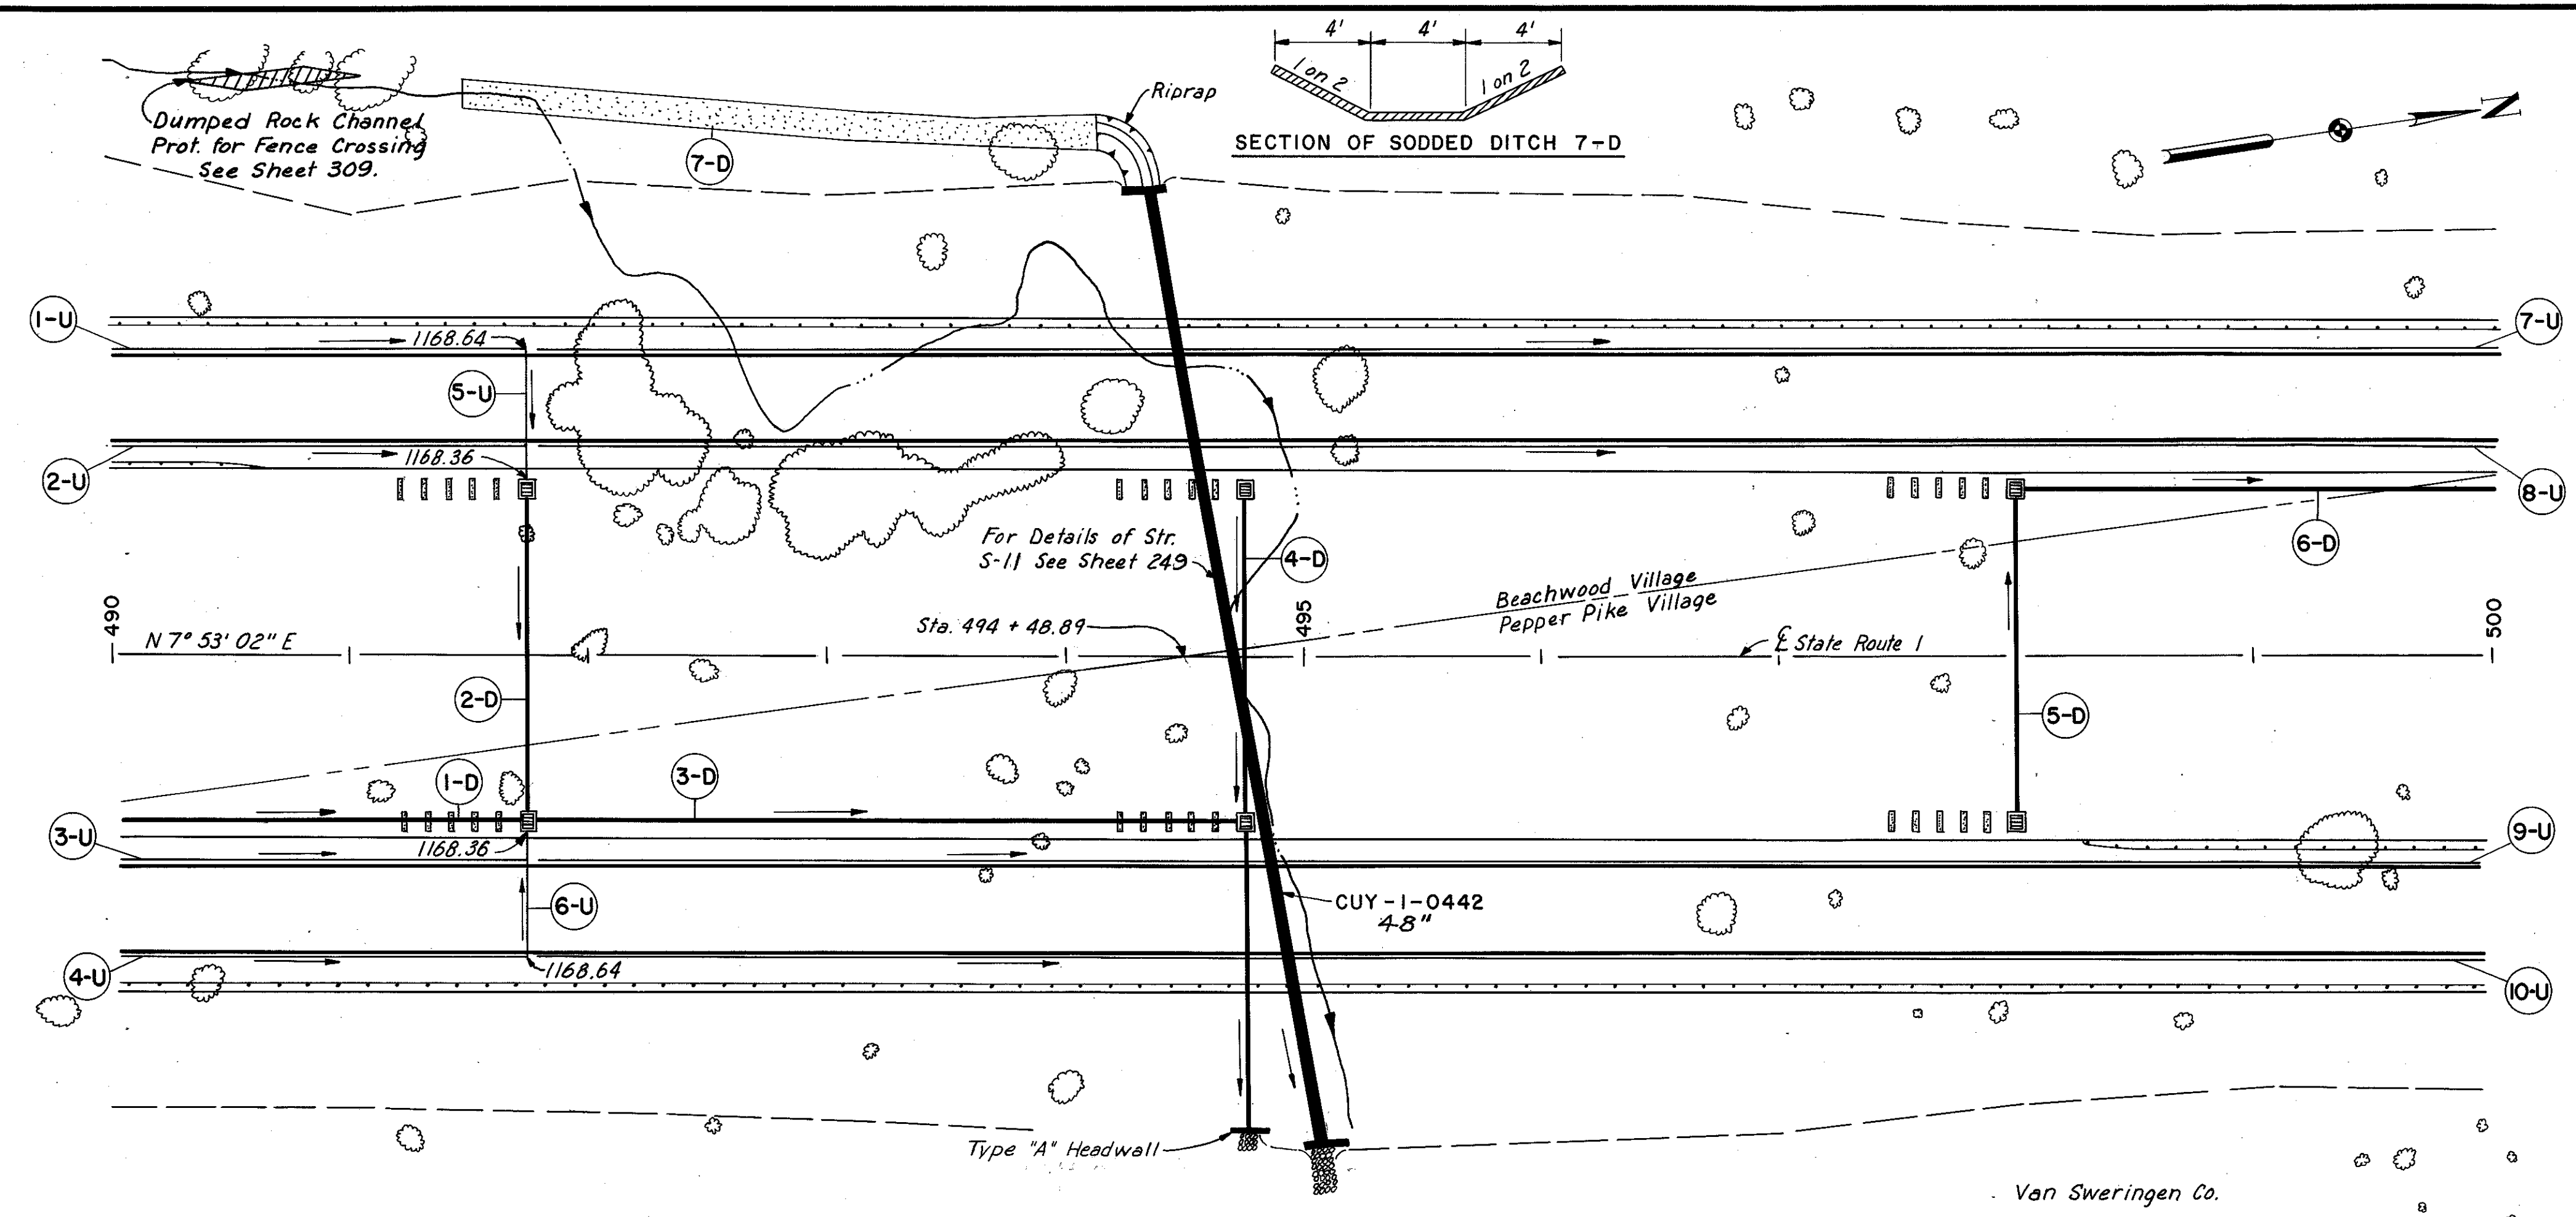 4' 4' 4'
1 on 2 1 on 2
SECTION OF SODDED DITCH 7-D
Riprap
N
Dumped Rock Channel
Prot. for Fence Crossing
See Sheet 309.
7-D
1-U
1168.64
7-U
5-U
2-U
1168.36
8-U
For Details of Str.
S-11 See Sheet 249
4-D
6-D
Beachwood Village
Pepper Pike Village
490
N 7° 53' 02" E
Sta. 494 + 48.89
495
℄ State Route 1
500
2-D
5-D
1-D
3-D
3-U
1168.36
9-U
6-U
CUY-1-0442
48"
4-U
1168.64
10-U
Type "A" Headwall
Van Sweringen Co.